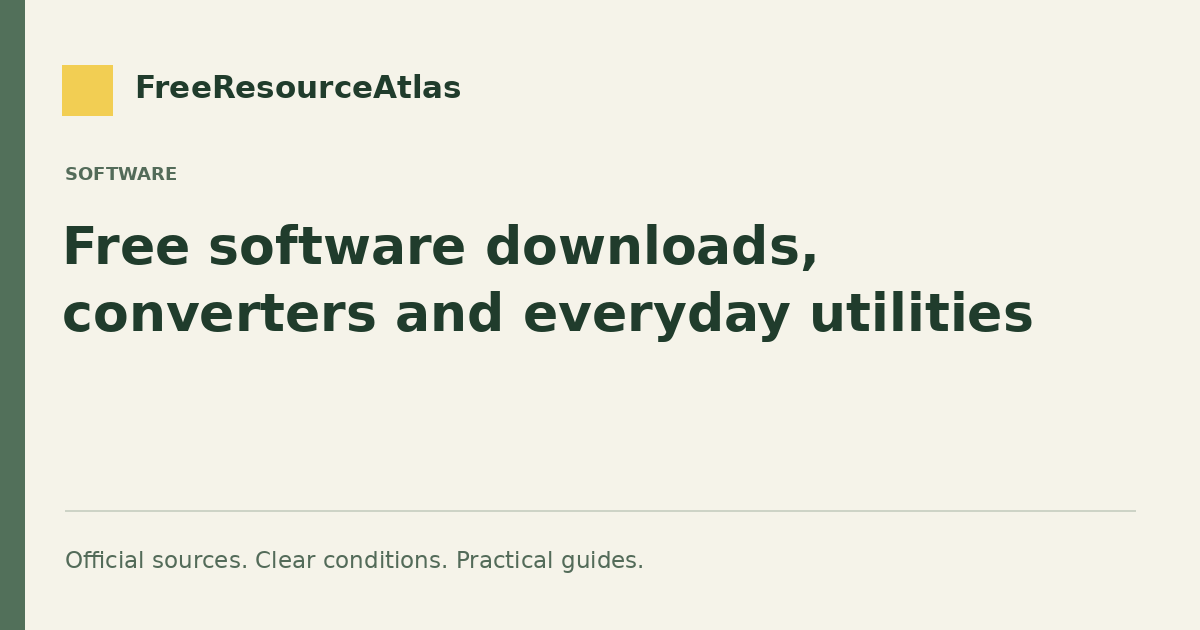 FreeResourceAtlas
SOFTWARE
Free software downloads,
converters and everyday utilities
Official sources. Clear conditions. Practical guides.